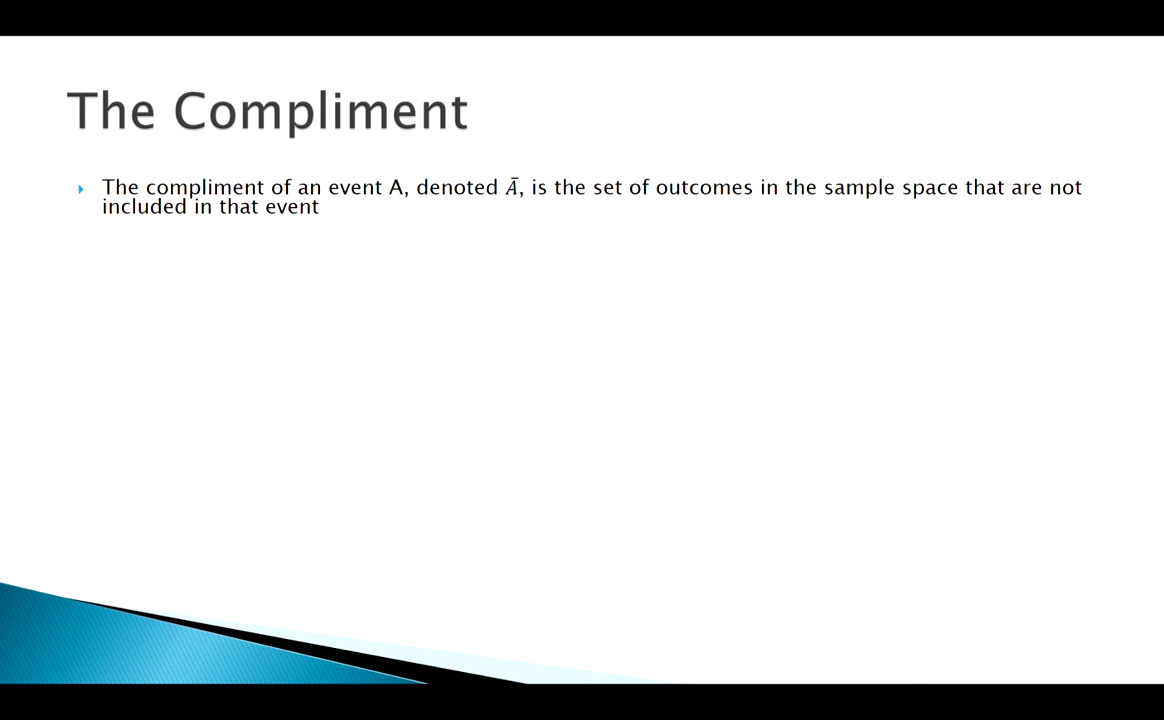 The Compliment
The compliment of an event A, denoted Ā, is the set of outcomes in the sample space that are not
included in that event